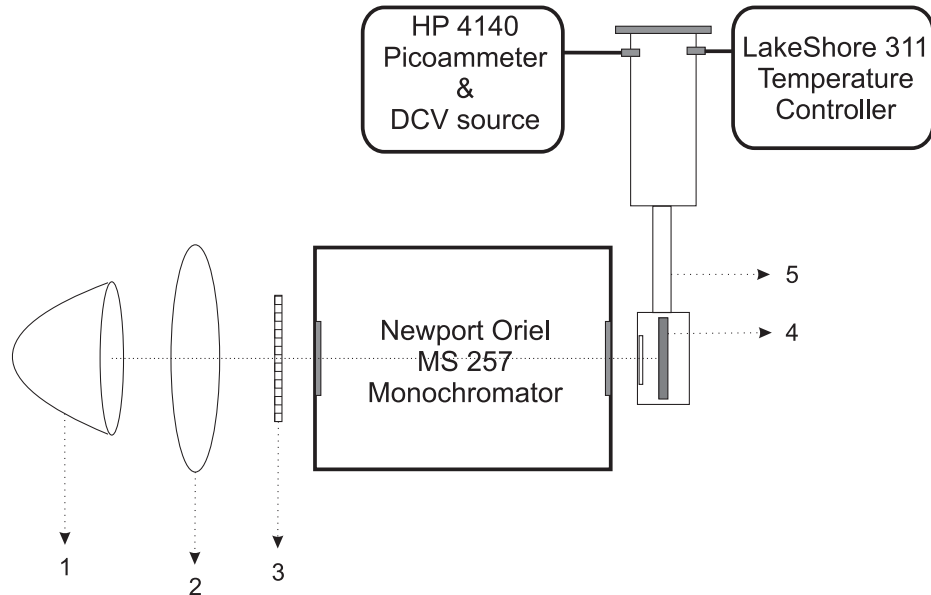 HP 4140
Picoammeter
&
DCV source
LakeShore 311
Temperature
Controller
5
4
Newport Oriel
MS 257
Monochromator
1
2
3